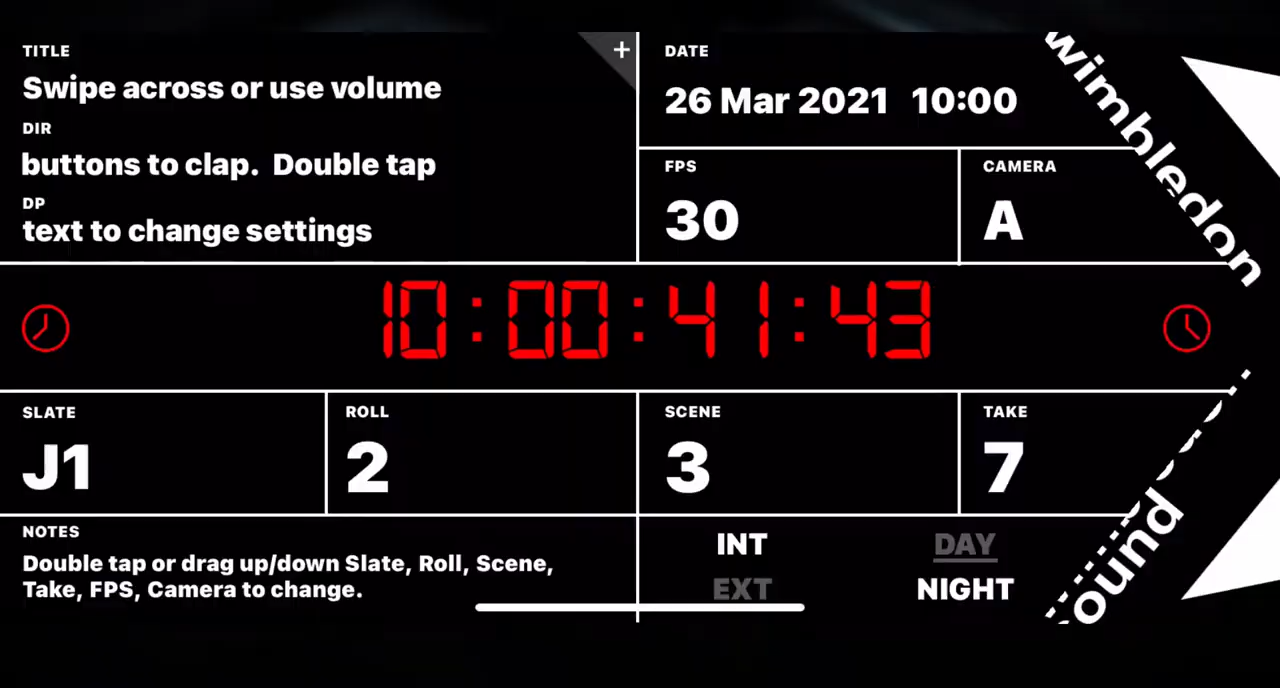 TITLE
Swipe across or use volume
DIR
buttons to clap. Double tap
DP
text to change settings
+
DATE
26 Mar 2021 10:00
FPS
30
CAMERA
A
wimbledon
10:00:41:43
SLATE
J1
ROLL
2
SCENE
3
TAKE
7
NOTES
Double tap or drag up/down Slate, Roll, Scene,
Take, FPS, Camera to change.
INT
DAY
EXT
NIGHT
sound